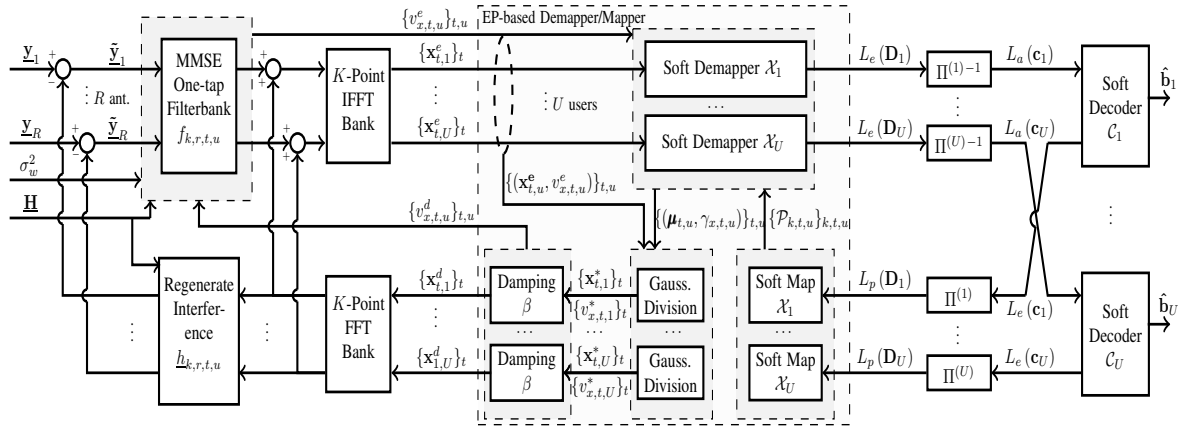 {v^e_{x,t,u}}_{t,u}
EP-based Demapper/Mapper
y_1
ỹ_1
+
−
⋮ R ant.
y_R
ỹ_R
+
−
σ²_w
H
MMSE
One-tap
Filterbank
f_{k,r,t,u}
+
+
K-Point
IFFT
Bank
{x^e_{t,1}}_t
⋮
{x^e_{t,U}}_t
⋮ U users
Soft Demapper 𝒳_1
...
Soft Demapper 𝒳_U
L_e (D_1)
L_e (D_U)
Π^{(1)−1}
⋮
Π^{(U)−1}
L_a (c_1)
L_a (c_U)
Soft
Decoder
𝒞_1
b̂_1
{(x^e_{t,u}, v^e_{x,t,u})}_{t,u}
{v^d_{x,t,u}}_{t,u}
{(μ_{t,u}, γ_{x,t,u})}_{t,u}
{𝒫_{k,t,u}}_{k,t,u}
⋮
Regenerate
Interfer-
ence
h_{k,r,t,u}
⋮
⋮
K-Point
FFT
Bank
{x^d_{t,1}}_t
⋮
{x^d_{1,U}}_t
Damping
β
...
Damping
β
{x^*_{t,1}}_t
{v^*_{x,t,1}}_t
...
{x^*_{t,U}}_t
{v^*_{x,t,U}}_t
Gauss.
Division
...
Gauss.
Division
Soft Map
𝒳_1
...
Soft Map
𝒳_U
L_p (D_1)
L_p (D_U)
Π^{(1)}
⋮
Π^{(U)}
L_e (c_1)
L_e (c_U)
Soft
Decoder
𝒞_U
b̂_U